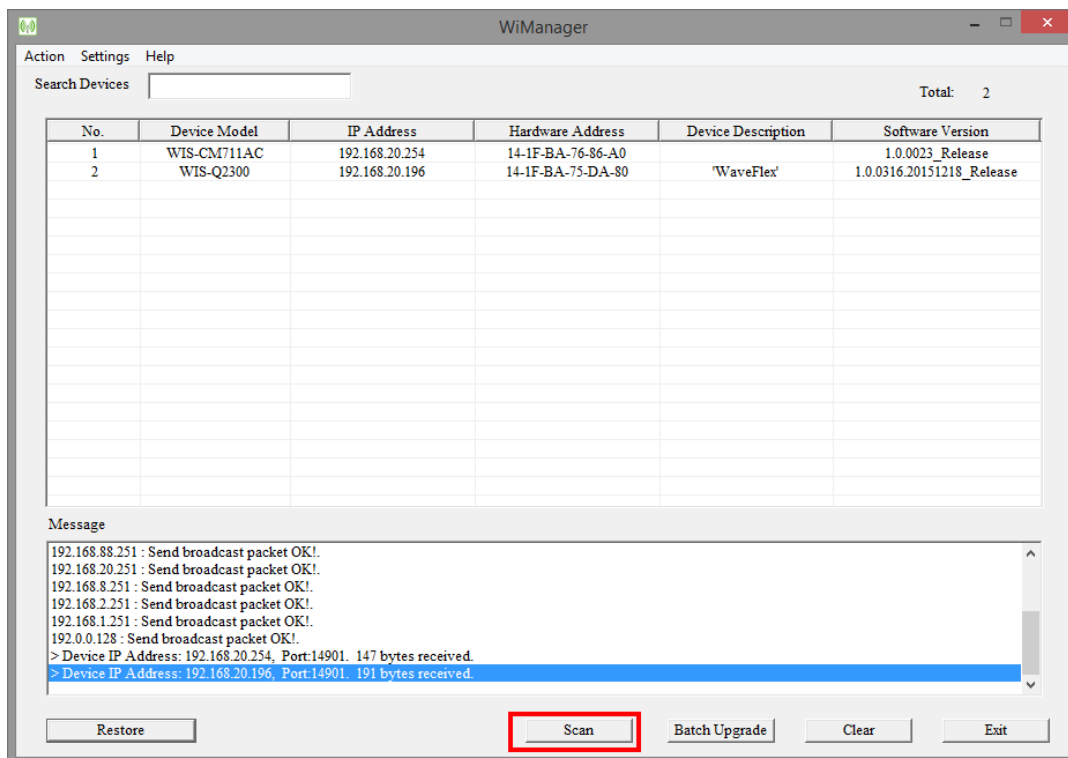 WiManager
Action Settings Help
Search Devices
Total: 2
No. Device Model IP Address Hardware Address Device Description Software Version
1 WIS-CM711AC 192.168.20.254 14-1F-BA-76-86-A0 1.0.0023_Release
2 WIS-Q2300 192.168.20.196 14-1F-BA-75-DA-80 'WaveFlex' 1.0.0316.20151218_Release
Message
192.168.88.251 : Send broadcast packet OK!.
192.168.20.251 : Send broadcast packet OK!.
192.168.8.251 : Send broadcast packet OK!.
192.168.2.251 : Send broadcast packet OK!.
192.168.1.251 : Send broadcast packet OK!.
192.0.0.128 : Send broadcast packet OK!.
> Device IP Address: 192.168.20.254, Port:14901. 147 bytes received.
> Device IP Address: 192.168.20.196, Port:14901. 191 bytes received.
Restore Scan Batch Upgrade Clear Exit